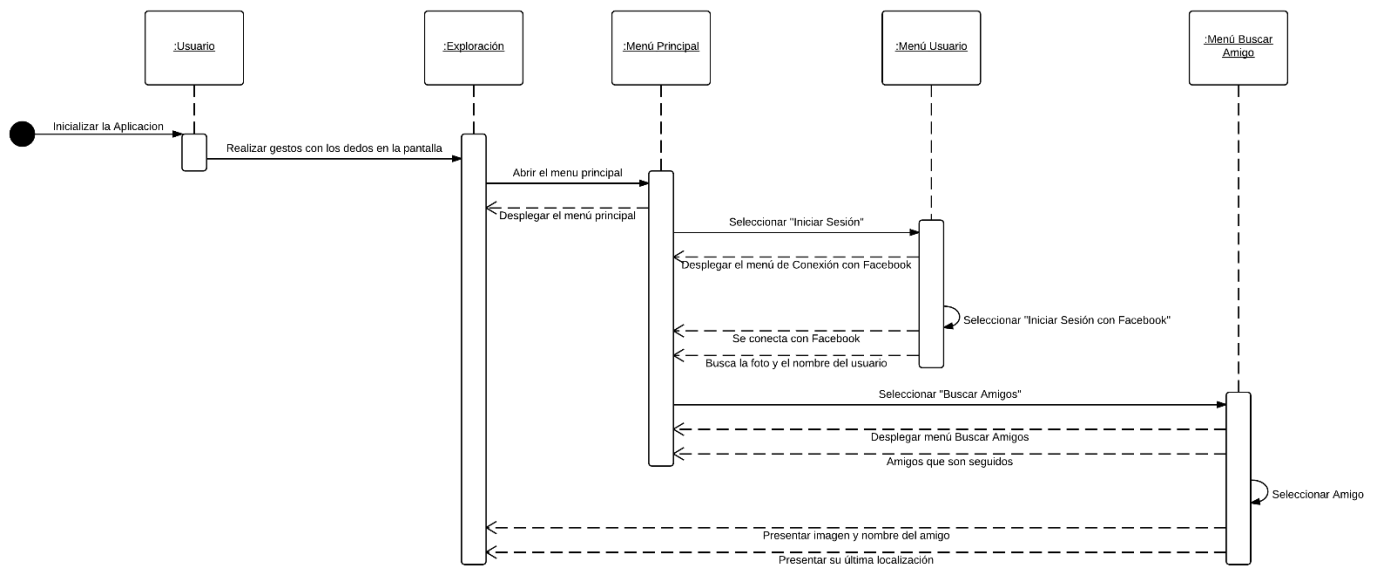 :Usuario
:Exploración
:Menú Principal
:Menú Usuario
:Menú Buscar
Amigo
Inicializar la Aplicacion
Realizar gestos con los dedos en la pantalla
Abrir el menu principal
Desplegar el menú principal
Seleccionar "Iniciar Sesión"
Desplegar el menú de Conexión con Facebook
Seleccionar "Iniciar Sesión con Facebook"
Se conecta con Facebook
Busca la foto y el nombre del usuario
Seleccionar "Buscar Amigos"
Desplegar menú Buscar Amigos
Amigos que son seguidos
Seleccionar Amigo
Presentar imagen y nombre del amigo
Presentar su última localización